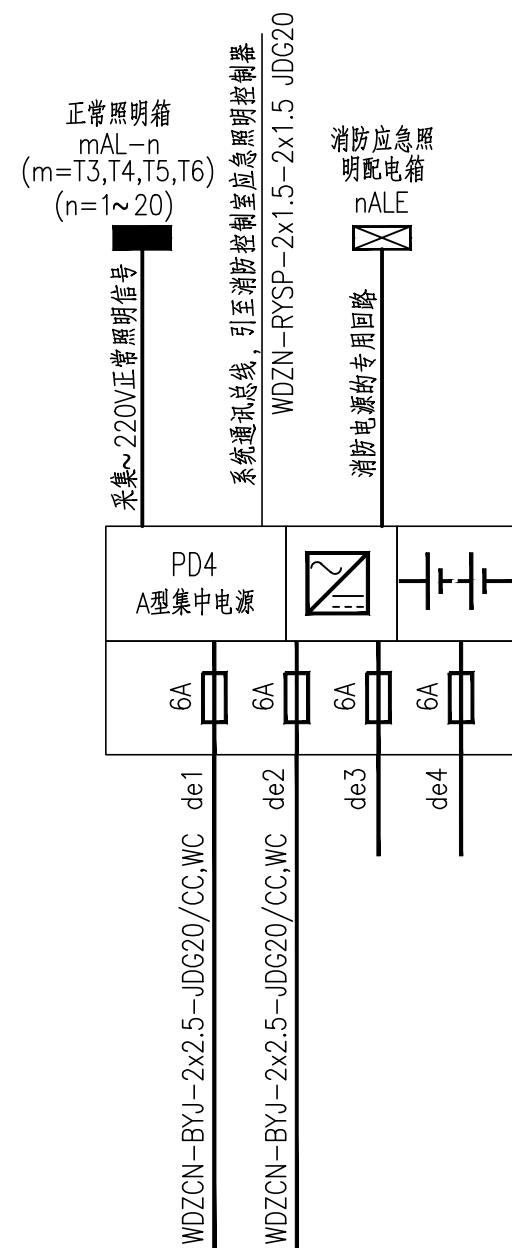 正常照明箱
mAL-n
(m=T3,T4,T5,T6)
(n=1~20)
采集~220V正常照明信号
系统通讯总线，引至消防控制室应急照明控制器
WDZN-RYSP-2x1.5-2x1.5 JDG20
消防应急照
明配电箱
nALE
消防电源的专用回路
PD4
A型集中电源
6A
6A
6A
6A
de1
de2
de3
de4
WDZCN-BYJ-2x2.5-JDG20/CC,WC
WDZCN-BYJ-2x2.5-JDG20/CC,WC